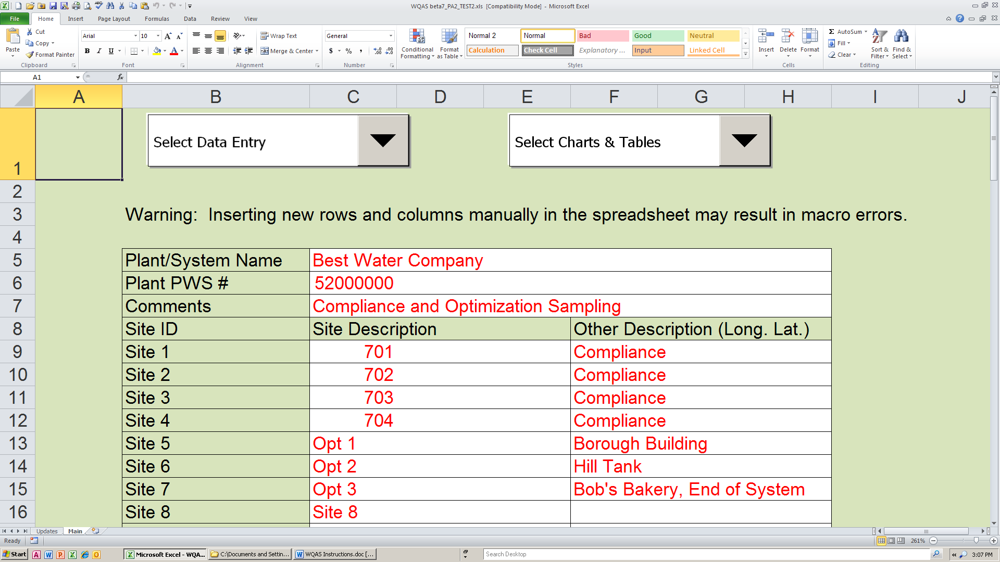 WQAS beta7_PA2_TEST2.xls [Compatibility Mode] - Microsoft Excel
File Home Insert Page Layout Formulas Data Review View
Paste Cut Copy Format Painter Clipboard
Arial 10 A A B I U A Font
Wrap Text Merge & Center Alignment
General $ % , Number
Conditional Formatting Format as Table
Normal 2 Normal Bad Good Neutral
Calculation Check Cell Explanatory ... Input Linked Cell
Styles
Insert Delete Format Cells
Σ AutoSum Fill Clear Sort & Filter Find & Select Editing
A1 fx
A B C D E F G H I J
1 Select Data Entry Select Charts & Tables
2
3 Warning: Inserting new rows and columns manually in the spreadsheet may result in macro errors.
4
5 Plant/System Name Best Water Company
6 Plant PWS # 52000000
7 Comments Compliance and Optimization Sampling
8 Site ID Site Description Other Description (Long. Lat.)
9 Site 1 701 Compliance
10 Site 2 702 Compliance
11 Site 3 703 Compliance
12 Site 4 704 Compliance
13 Site 5 Opt 1 Borough Building
14 Site 6 Opt 2 Hill Tank
15 Site 7 Opt 3 Bob's Bakery, End of System
16 Site 8 Site 8
Updates Main
Ready 261%
Start Microsoft Excel - WQA... C:\Documents and Settin... WQAS Instructions.doc [... Search Desktop « 3:07 PM